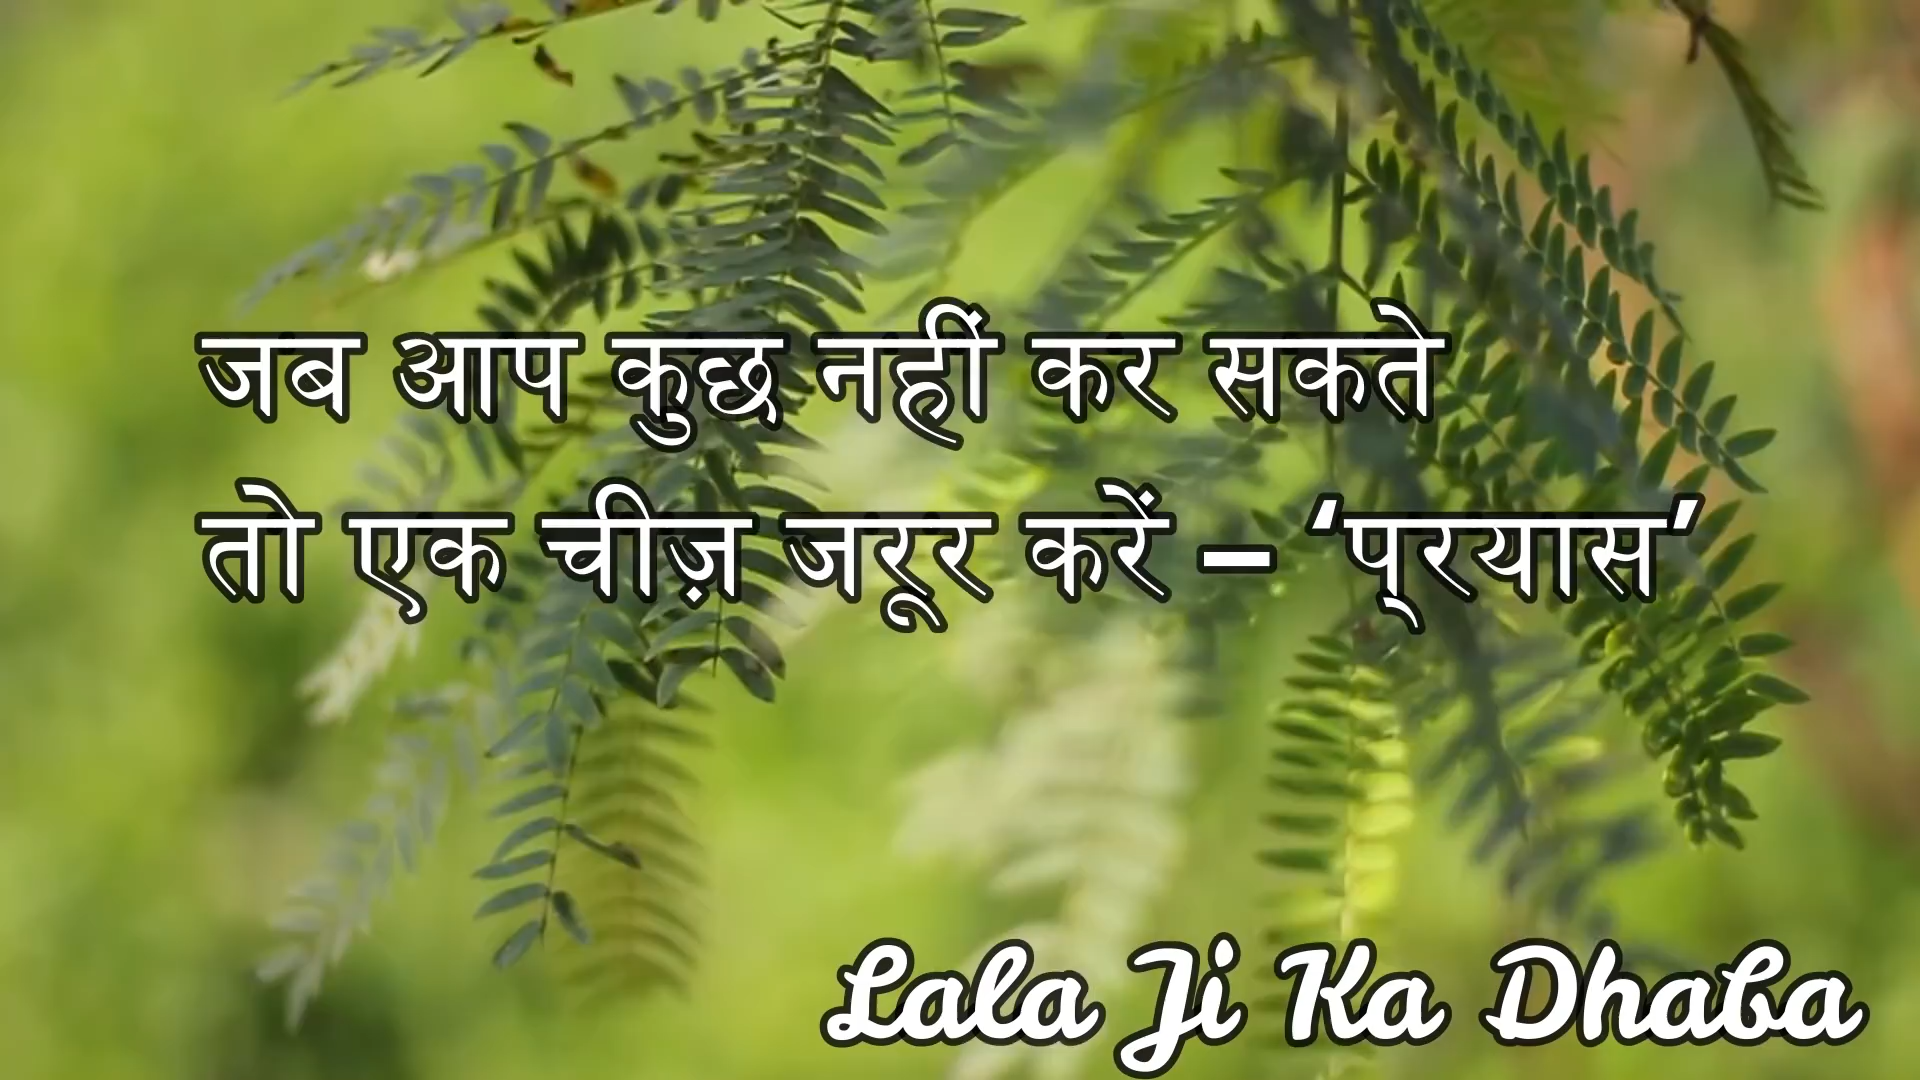 जब आप कुछ नहीं कर सकते
तो एक चीज़ जरूर करें – ‘प्रयास’
Lala Ji Ka Dhaba